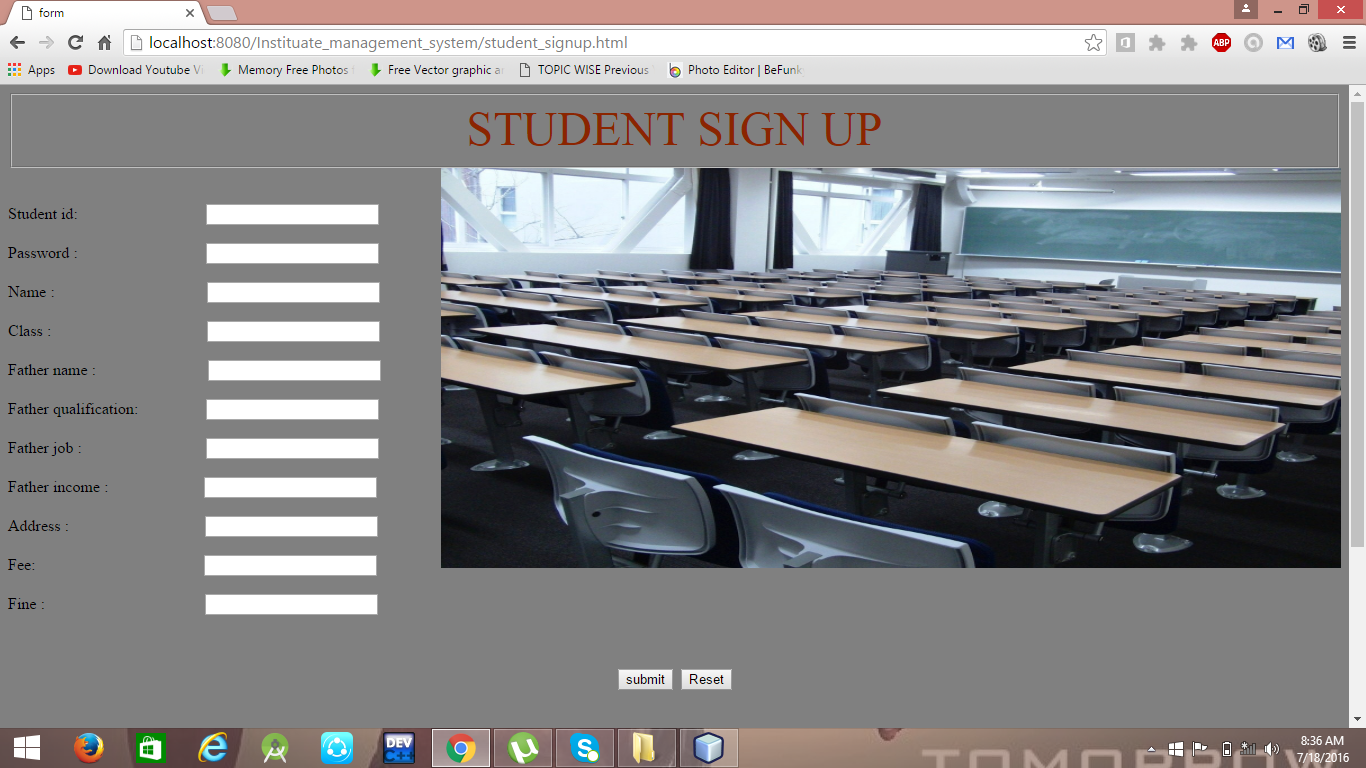 form
localhost:8080/Instituate_management_system/student_signup.html
ABP
Apps Download Youtube Vi Memory Free Photos Free Vector graphic a TOPIC WISE Previous Photo Editor | BeFunk
STUDENT SIGN UP
Student id:
Password :
Name :
Class :
Father name :
Father qualification:
Father job :
Father income :
Address :
Fee:
Fine :
submit Reset
DEV C++
TOMORROW
8:36 AM
7/18/2016